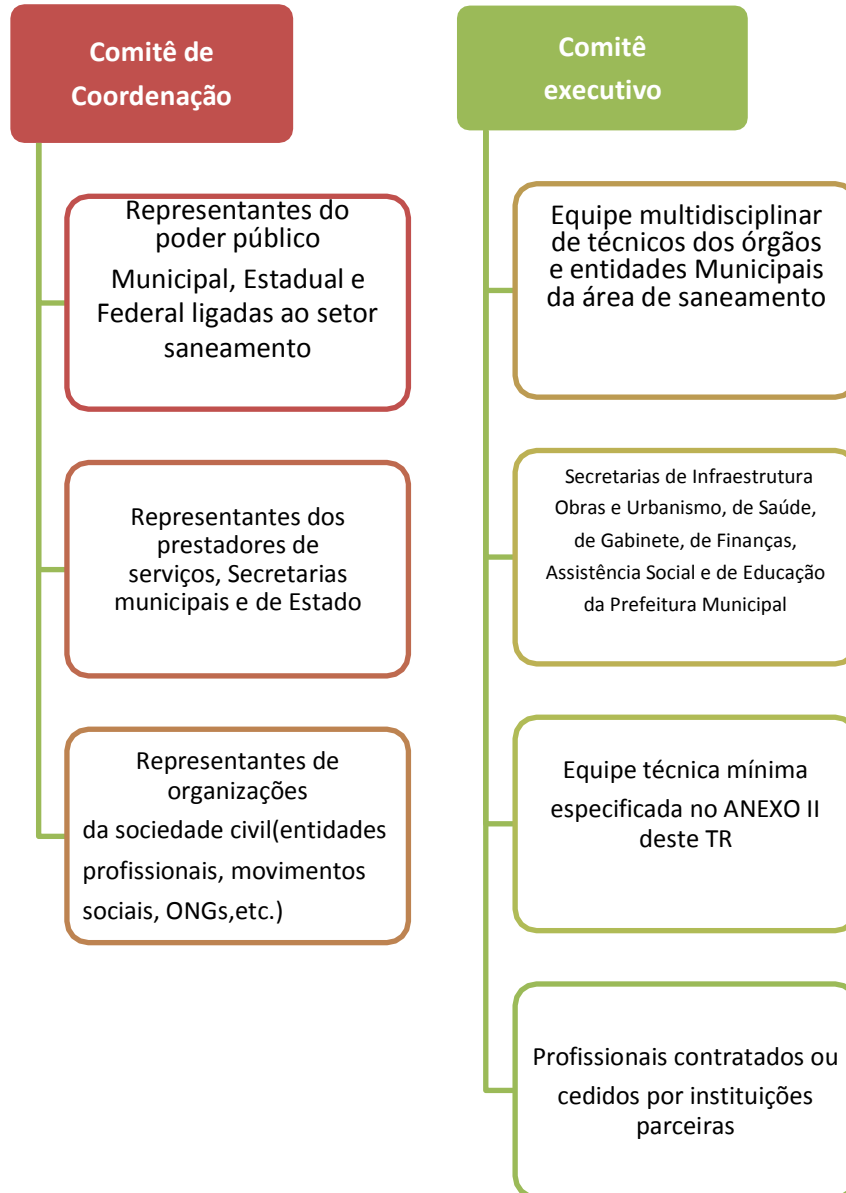 Comitê de
Coordenação
Representantes do
poder público
Municipal, Estadual e
Federal ligadas ao setor
saneamento
Representantes dos
prestadores de
serviços, Secretarias
municipais e de Estado
Representantes de
organizações
da sociedade civil(entidades
profissionais, movimentos
sociais, ONGs,etc.)
Comitê
executivo
Equipe multidisciplinar
de técnicos dos órgãos
e entidades Municipais
da área de saneamento
Secretarias de Infraestrutura
Obras e Urbanismo, de Saúde,
de Gabinete, de Finanças,
Assistência Social e de Educação
da Prefeitura Municipal
Equipe técnica mínima
especificada no ANEXO II
deste TR
Profissionais contratados ou
cedidos por instituições
parceiras